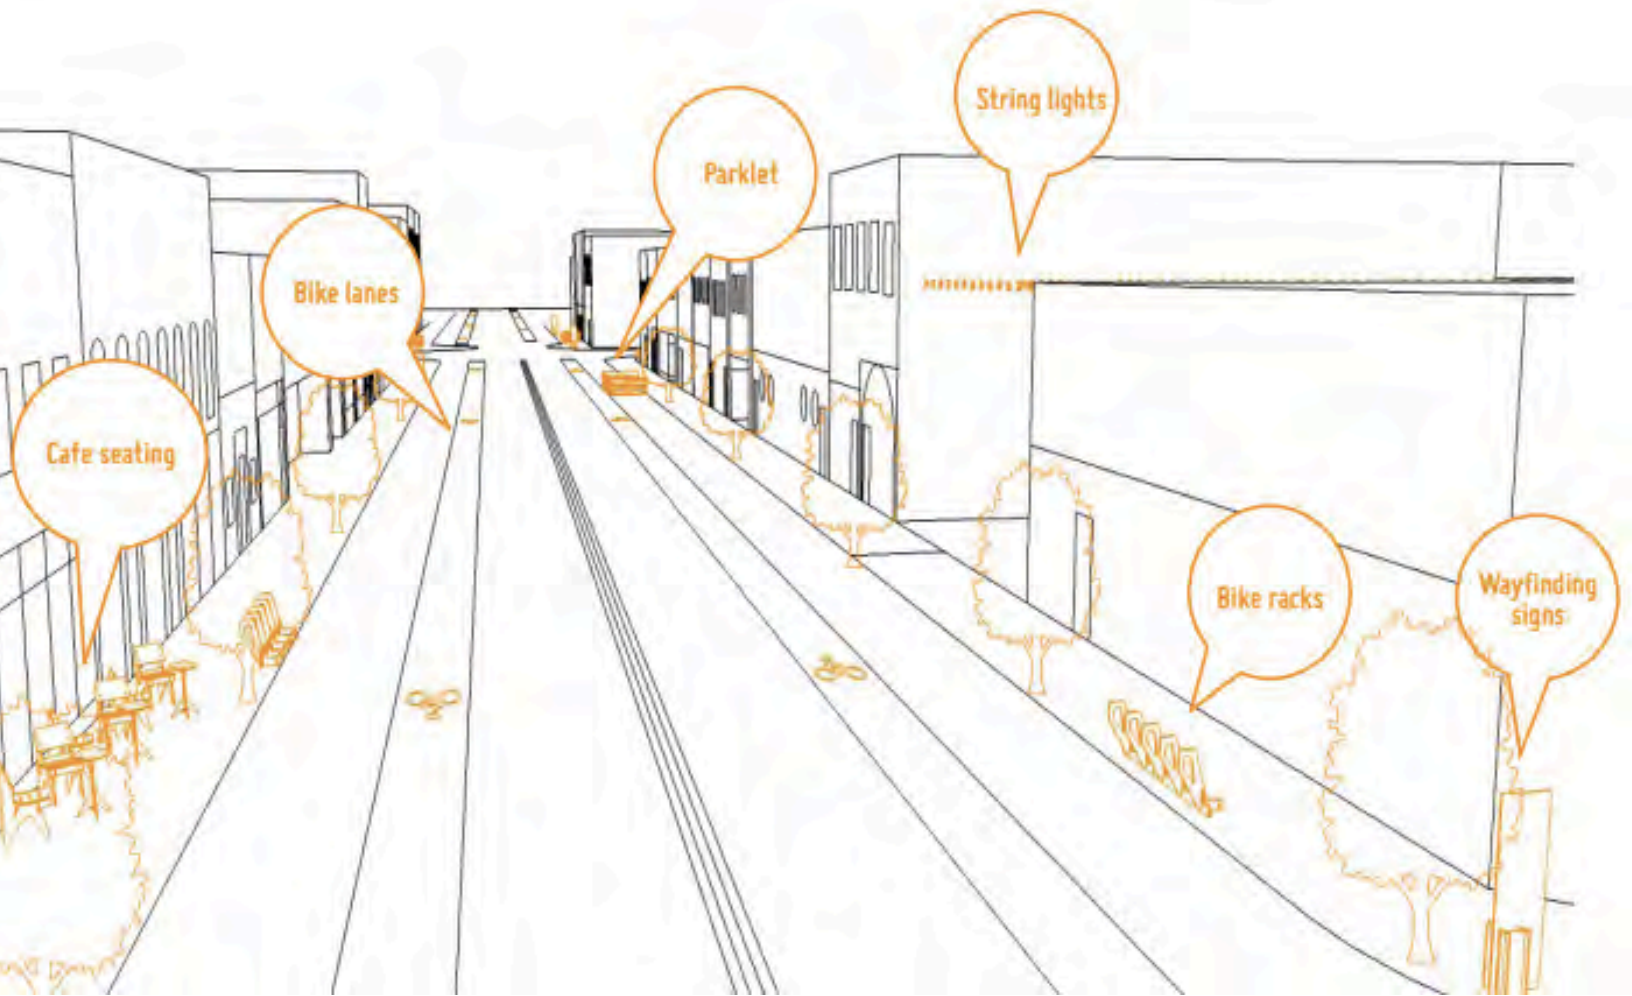 String lights
Parklet
Bike lanes
Cafe seating
Bike racks
Wayfinding
signs